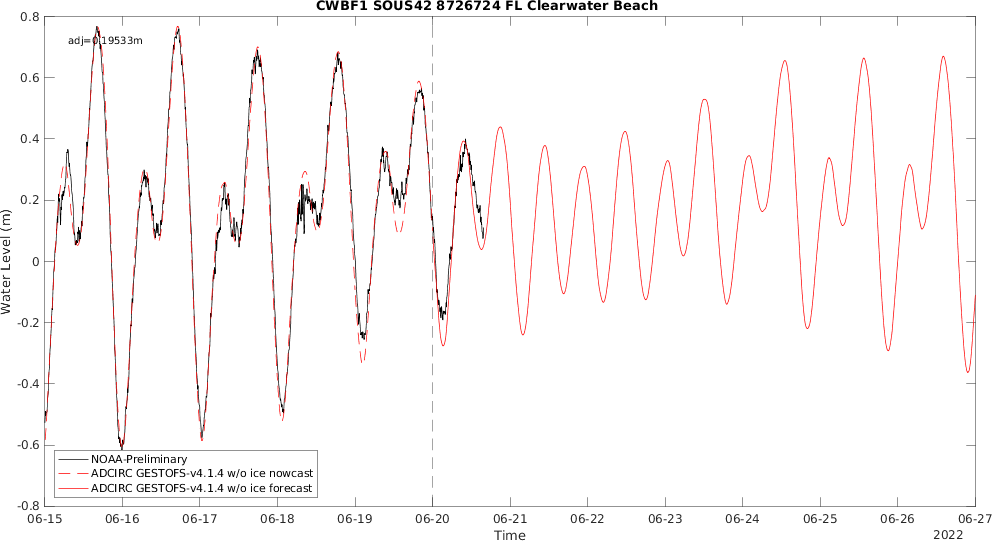 CWBF1 SOUS42 8726724 FL Clearwater Beach
0.8
adj=0.19533m
0.6
0.4
0.2
0
-0.2
-0.4
-0.6
-0.8
Water Level (m)
NOAA-Preliminary
ADCIRC GESTOFS-v4.1.4 w/o ice nowcast
ADCIRC GESTOFS-v4.1.4 w/o ice forecast
06-15 06-16 06-17 06-18 06-19 06-20 06-21 06-22 06-23 06-24 06-25 06-26 06-27
Time
2022